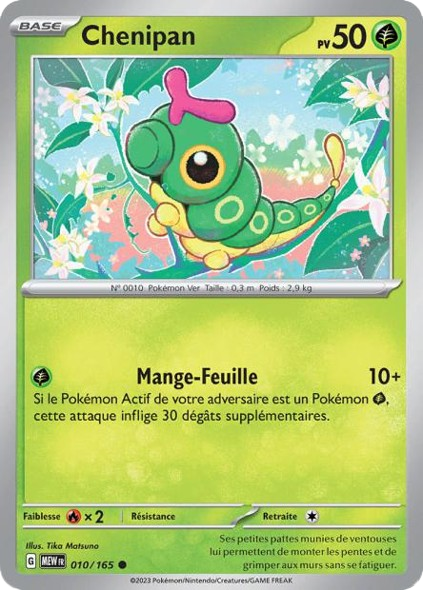 BASE
Chenipan
PV 50
N° 0010 Pokémon Ver Taille : 0,3 m Poids : 2,9 kg
Mange-Feuille 10+
Si le Pokémon Actif de votre adversaire est un Pokémon ,
cette attaque inflige 30 dégâts supplémentaires.
Faiblesse ×2 Résistance Retraite
Illus. Tika Matsuno
G MEW FR 010/165
Ses petites pattes munies de ventouses
lui permettent de monter les pentes et de
grimper aux murs sans se fatiguer.
©2023 Pokémon/Nintendo/Creatures/GAME FREAK